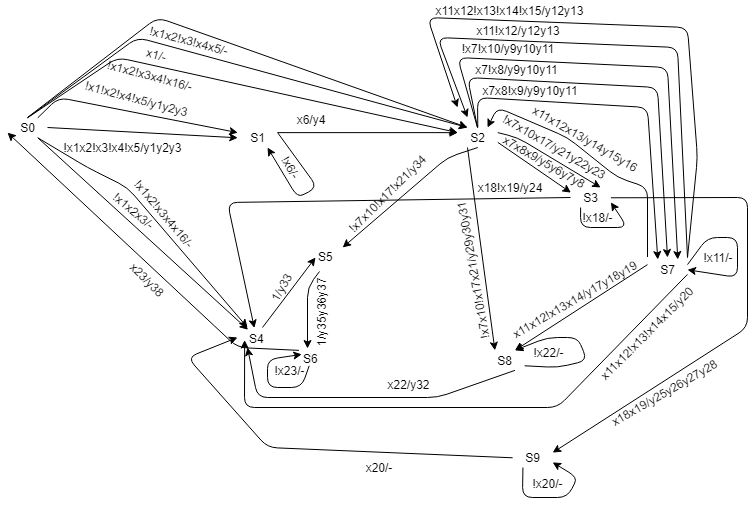 x11x12!x13!x14!x15/y12y13
x11!x12/y12y13
!x7!x10/y9y10y11
x7!x8/y9y10y11
x7x8!x9/y9y10y11
!x1x2!x3!x4x5/-
x1/-
!x1x2!x3x4!x16/-
!x1!x2!x4!x5/y1y2y3
S0
!x1x2!x3!x4!x5/y1y2y3
S1
x6/y4
!x6/-
S2
x11x12x13/y14y15y16
!x7x10x17/y21y22y23
x7x8x9/y5y6y7y8
S3
!x18/-
x18!x19/y24
!x7x10!x17!x21/y34
!x1x2!x3x4x16/-
!x1x2x3/-
x23/y38
!x7x10!x17x21/y29y30y31
S5
1/y33
1/y35y36y37
S7
!x11/-
x11x12!x13x14/y17y18y19
x11x12!x13!x14x15/y20
S4
S6
!x23/-
S8
!x22/-
x22/y32
x18x19/y25y26y27y28
S9
x20/-
!x20/-